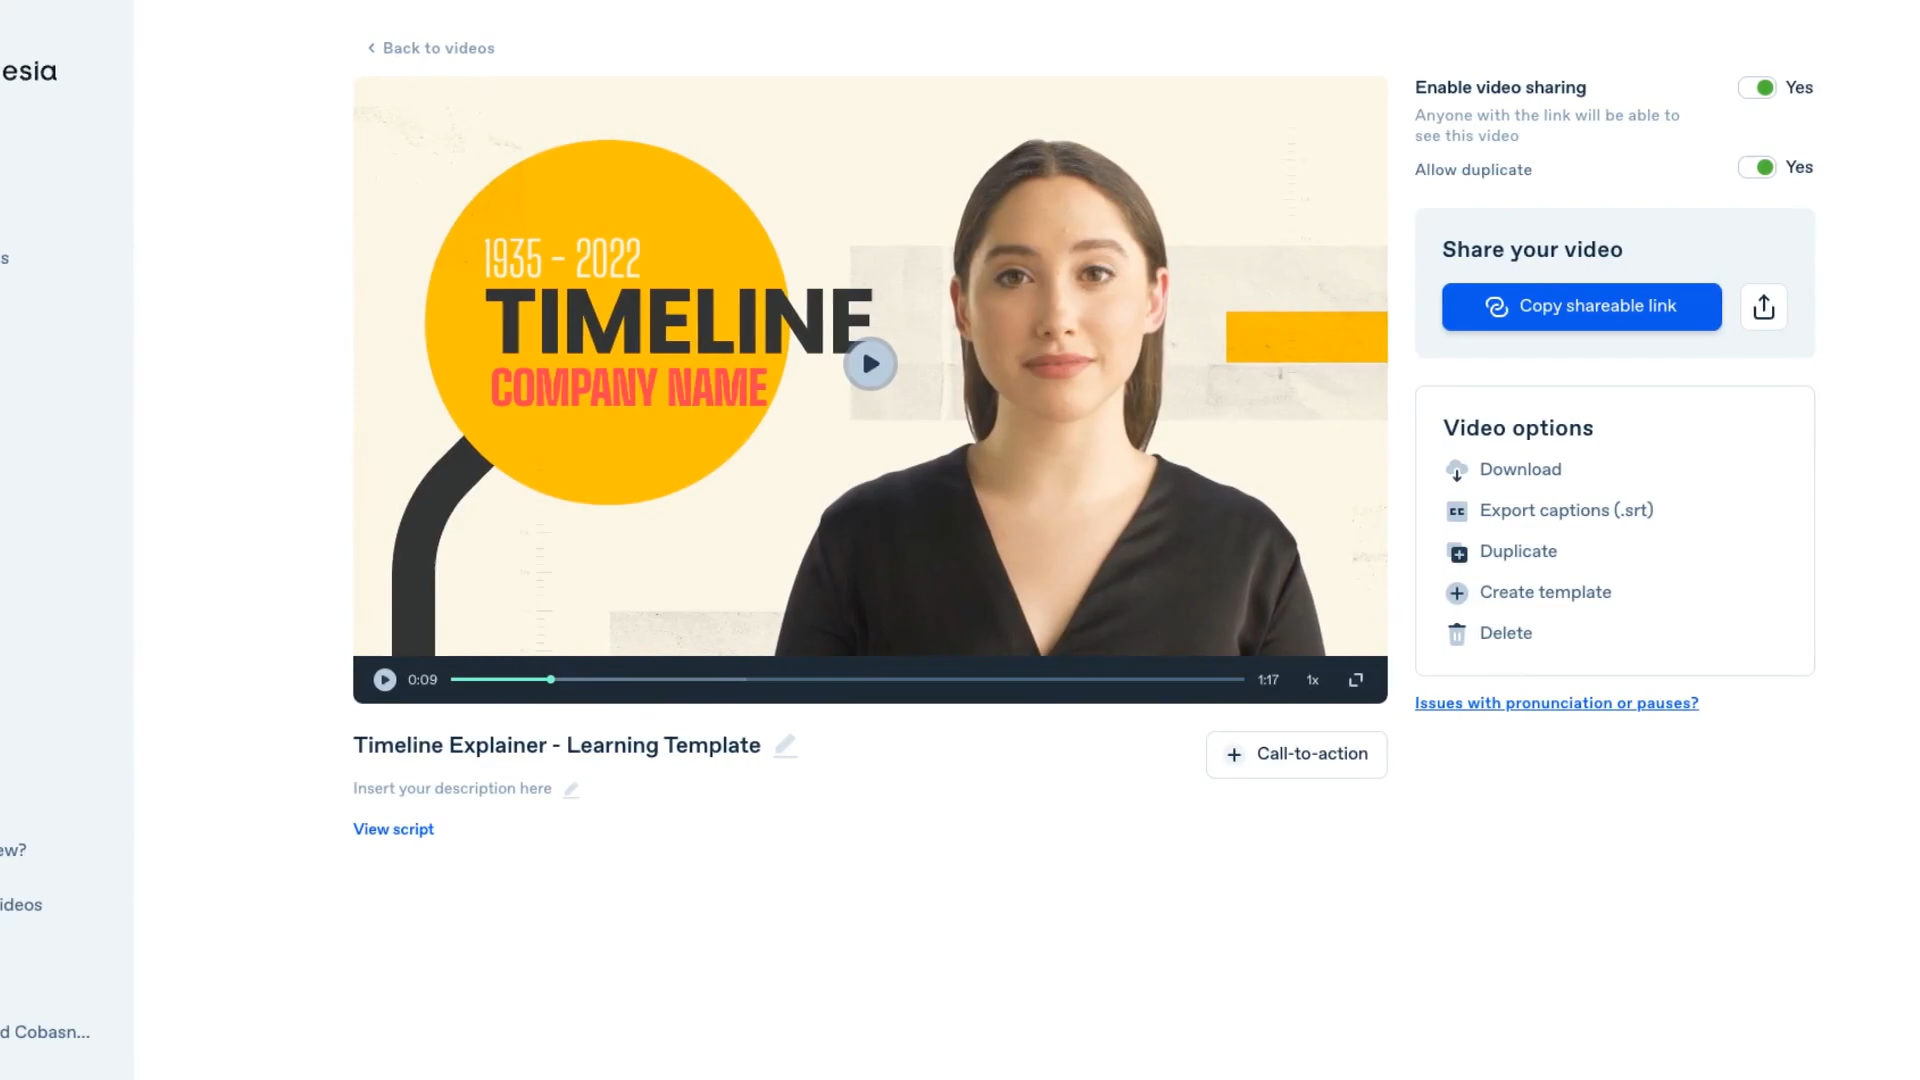 esia
s
ew?
ideos
d Cobasn...
Back to videos
1935 - 2022
TIMELINE
COMPANY NAME
0:09
1:17
1x
Timeline Explainer - Learning Template
Insert your description here
View script
Call-to-action
Enable video sharing
Yes
Anyone with the link will be able to
see this video
Allow duplicate
Yes
Share your video
Copy shareable link
Video options
Download
CC
Export captions (.srt)
Duplicate
Create template
Delete
Issues with pronunciation or pauses?